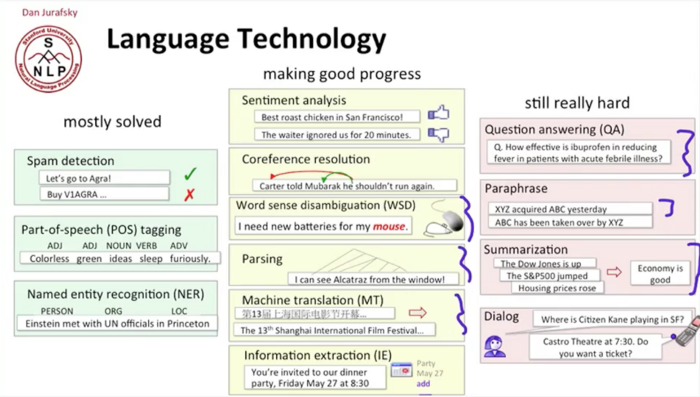 Dan Jurafsky
Stanford University
S
NLP
Natural Language Processing
Language Technology
mostly solved
Spam detection
Let's go to Agra!
✓
Buy V1AGRA ...
✗
Part-of-speech (POS) tagging
ADJ ADJ NOUN VERB ADV
Colorless green ideas sleep furiously.
Named entity recognition (NER)
PERSON ORG LOC
Einstein met with UN officials in Princeton
making good progress
Sentiment analysis
Best roast chicken in San Francisco!
The waiter ignored us for 20 minutes.
Coreference resolution
Carter told Mubarak he shouldn't run again.
Word sense disambiguation (WSD)
I need new batteries for my mouse.
Parsing
I can see Alcatraz from the window!
Machine translation (MT)
第13届上海国际电影节开幕...
The 13th Shanghai International Film Festival...
Information extraction (IE)
You're invited to our dinner
party, Friday May 27 at 8:30
Party
May 27
add
still really hard
Question answering (QA)
Q. How effective is ibuprofen in reducing
fever in patients with acute febrile illness?
Paraphrase
XYZ acquired ABC yesterday
ABC has been taken over by XYZ
Summarization
The Dow Jones is up
The S&P500 jumped
Housing prices rose
Economy is
good
Dialog
Where is Citizen Kane playing in SF?
Castro Theatre at 7:30. Do
you want a ticket?